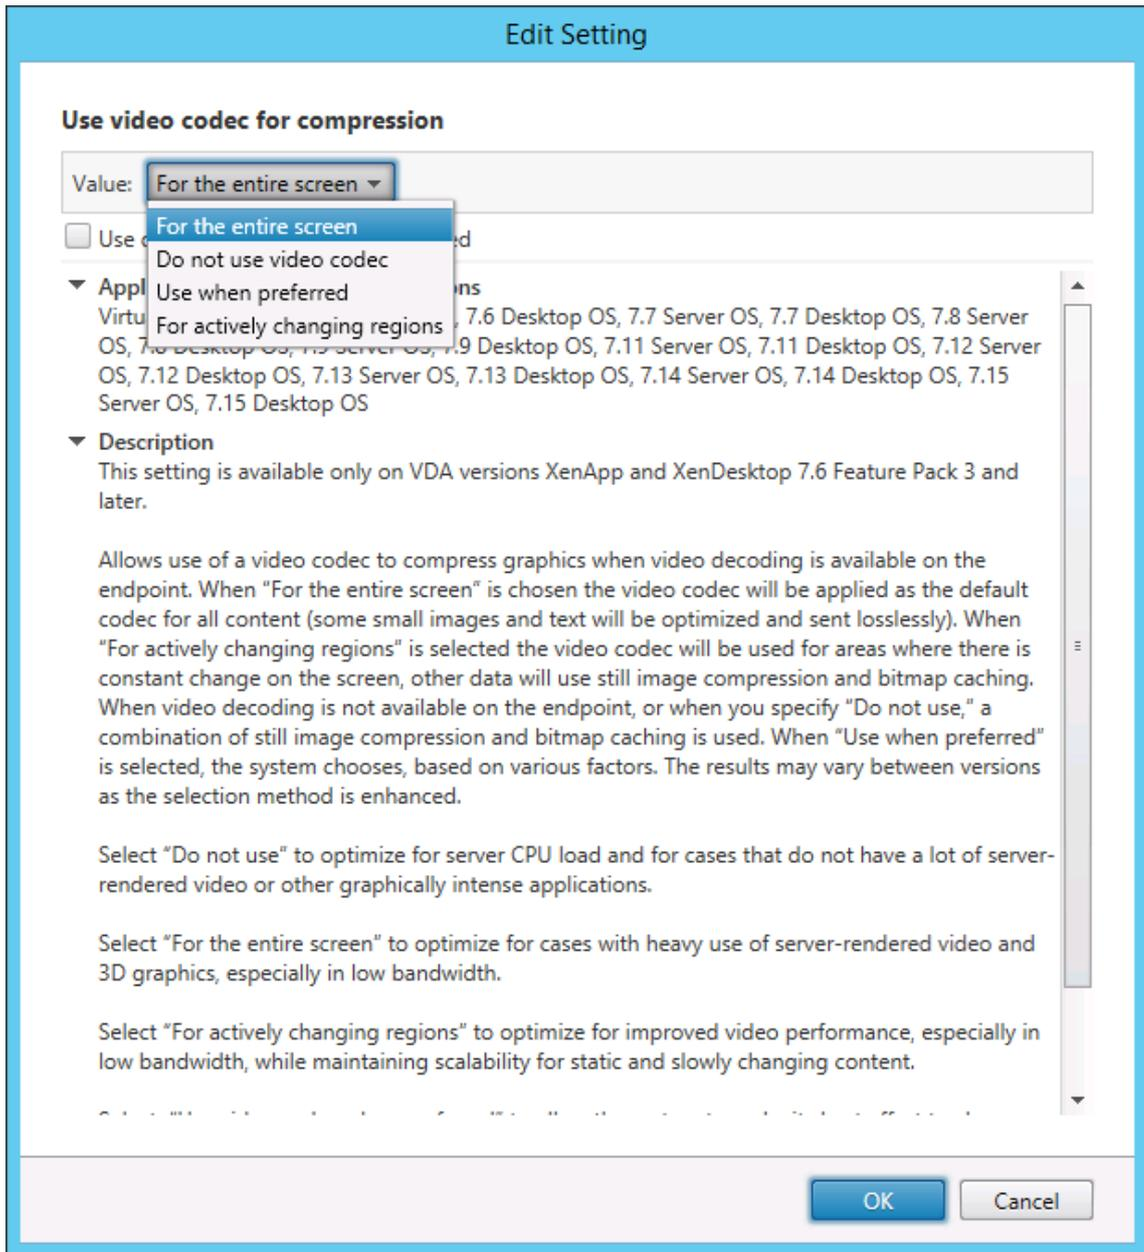 Edit Setting
Use video codec for compression
Value: For the entire screen
For the entire screen
Use
Do not use video codec
Use when preferred
For actively changing regions
, 7.6 Desktop OS, 7.7 Server OS, 7.7 Desktop OS, 7.8 Server
OS, 7.9 Desktop OS, 7.11 Server OS, 7.11 Desktop OS, 7.12 Server
OS, 7.12 Desktop OS, 7.13 Server OS, 7.13 Desktop OS, 7.14 Server OS, 7.14 Desktop OS, 7.15
Server OS, 7.15 Desktop OS
Description
This setting is available only on VDA versions XenApp and XenDesktop 7.6 Feature Pack 3 and
later.
Allows use of a video codec to compress graphics when video decoding is available on the
endpoint. When “For the entire screen” is chosen the video codec will be applied as the default
codec for all content (some small images and text will be optimized and sent losslessly). When
“For actively changing regions” is selected the video codec will be used for areas where there is
constant change on the screen, other data will use still image compression and bitmap caching.
When video decoding is not available on the endpoint, or when you specify “Do not use,” a
combination of still image compression and bitmap caching is used. When “Use when preferred”
is selected, the system chooses, based on various factors. The results may vary between versions
as the selection method is enhanced.
Select “Do not use” to optimize for server CPU load and for cases that do not have a lot of server-
rendered video or other graphically intense applications.
Select “For the entire screen” to optimize for cases with heavy use of server-rendered video and
3D graphics, especially in low bandwidth.
Select “For actively changing regions” to optimize for improved video performance, especially in
low bandwidth, while maintaining scalability for static and slowly changing content.
OK
Cancel